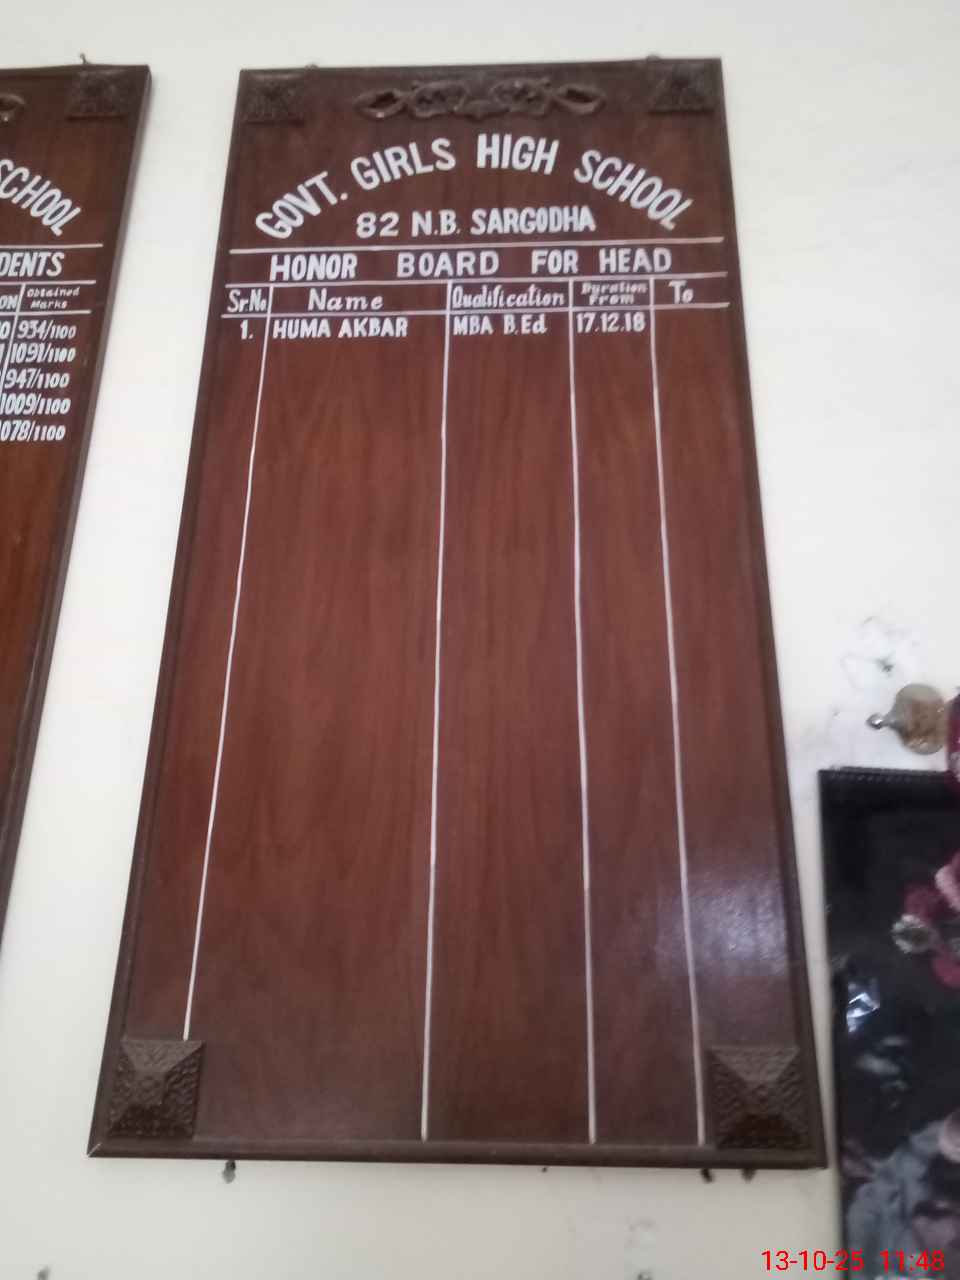 SCHOOL
DENTS
ON Obtained Marks
0 934/1100
1091/1100
947/1100
1009/1100
1078/1100
GOVT. GIRLS HIGH SCHOOL
82 N.B. SARGODHA
HONOR BOARD FOR HEAD
Sr.No Name Qualification Duration From To
1. HUMA AKBAR MBA B.Ed 17.12.18
13-10-25 11:48